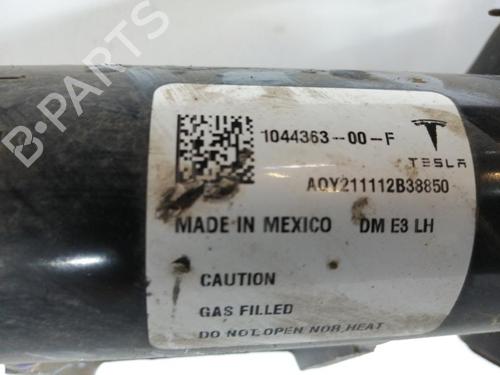 B-PARTS
1044363-00-F
TESLA
AQY211112B38850
MADE IN MEXICO DM E3 LH
CAUTION
GAS FILLED
DO NOT OPEN NOR HEAT